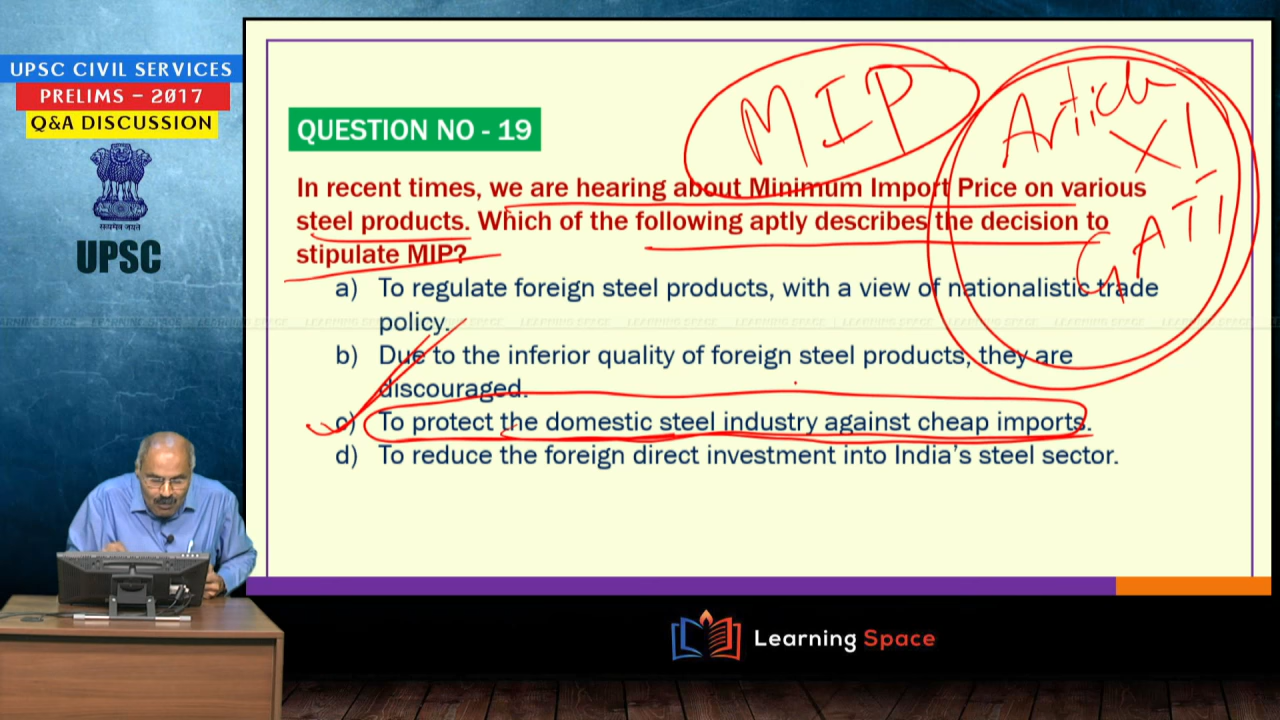 UPSC CIVIL SERVICES
PRELIMS – 2017
Q&A DISCUSSION
सत्यमेव जयते
UPSC
QUESTION NO - 19
MIP
Article
XI
GATT
In recent times, we are hearing about Minimum Import Price on various
steel products. Which of the following aptly describes the decision to
stipulate MIP?
a) To regulate foreign steel products, with a view of nationalistic trade
policy.
b) Due to the inferior quality of foreign steel products, they are
discouraged.
c) To protect the domestic steel industry against cheap imports.
d) To reduce the foreign direct investment into India's steel sector.
Learning Space